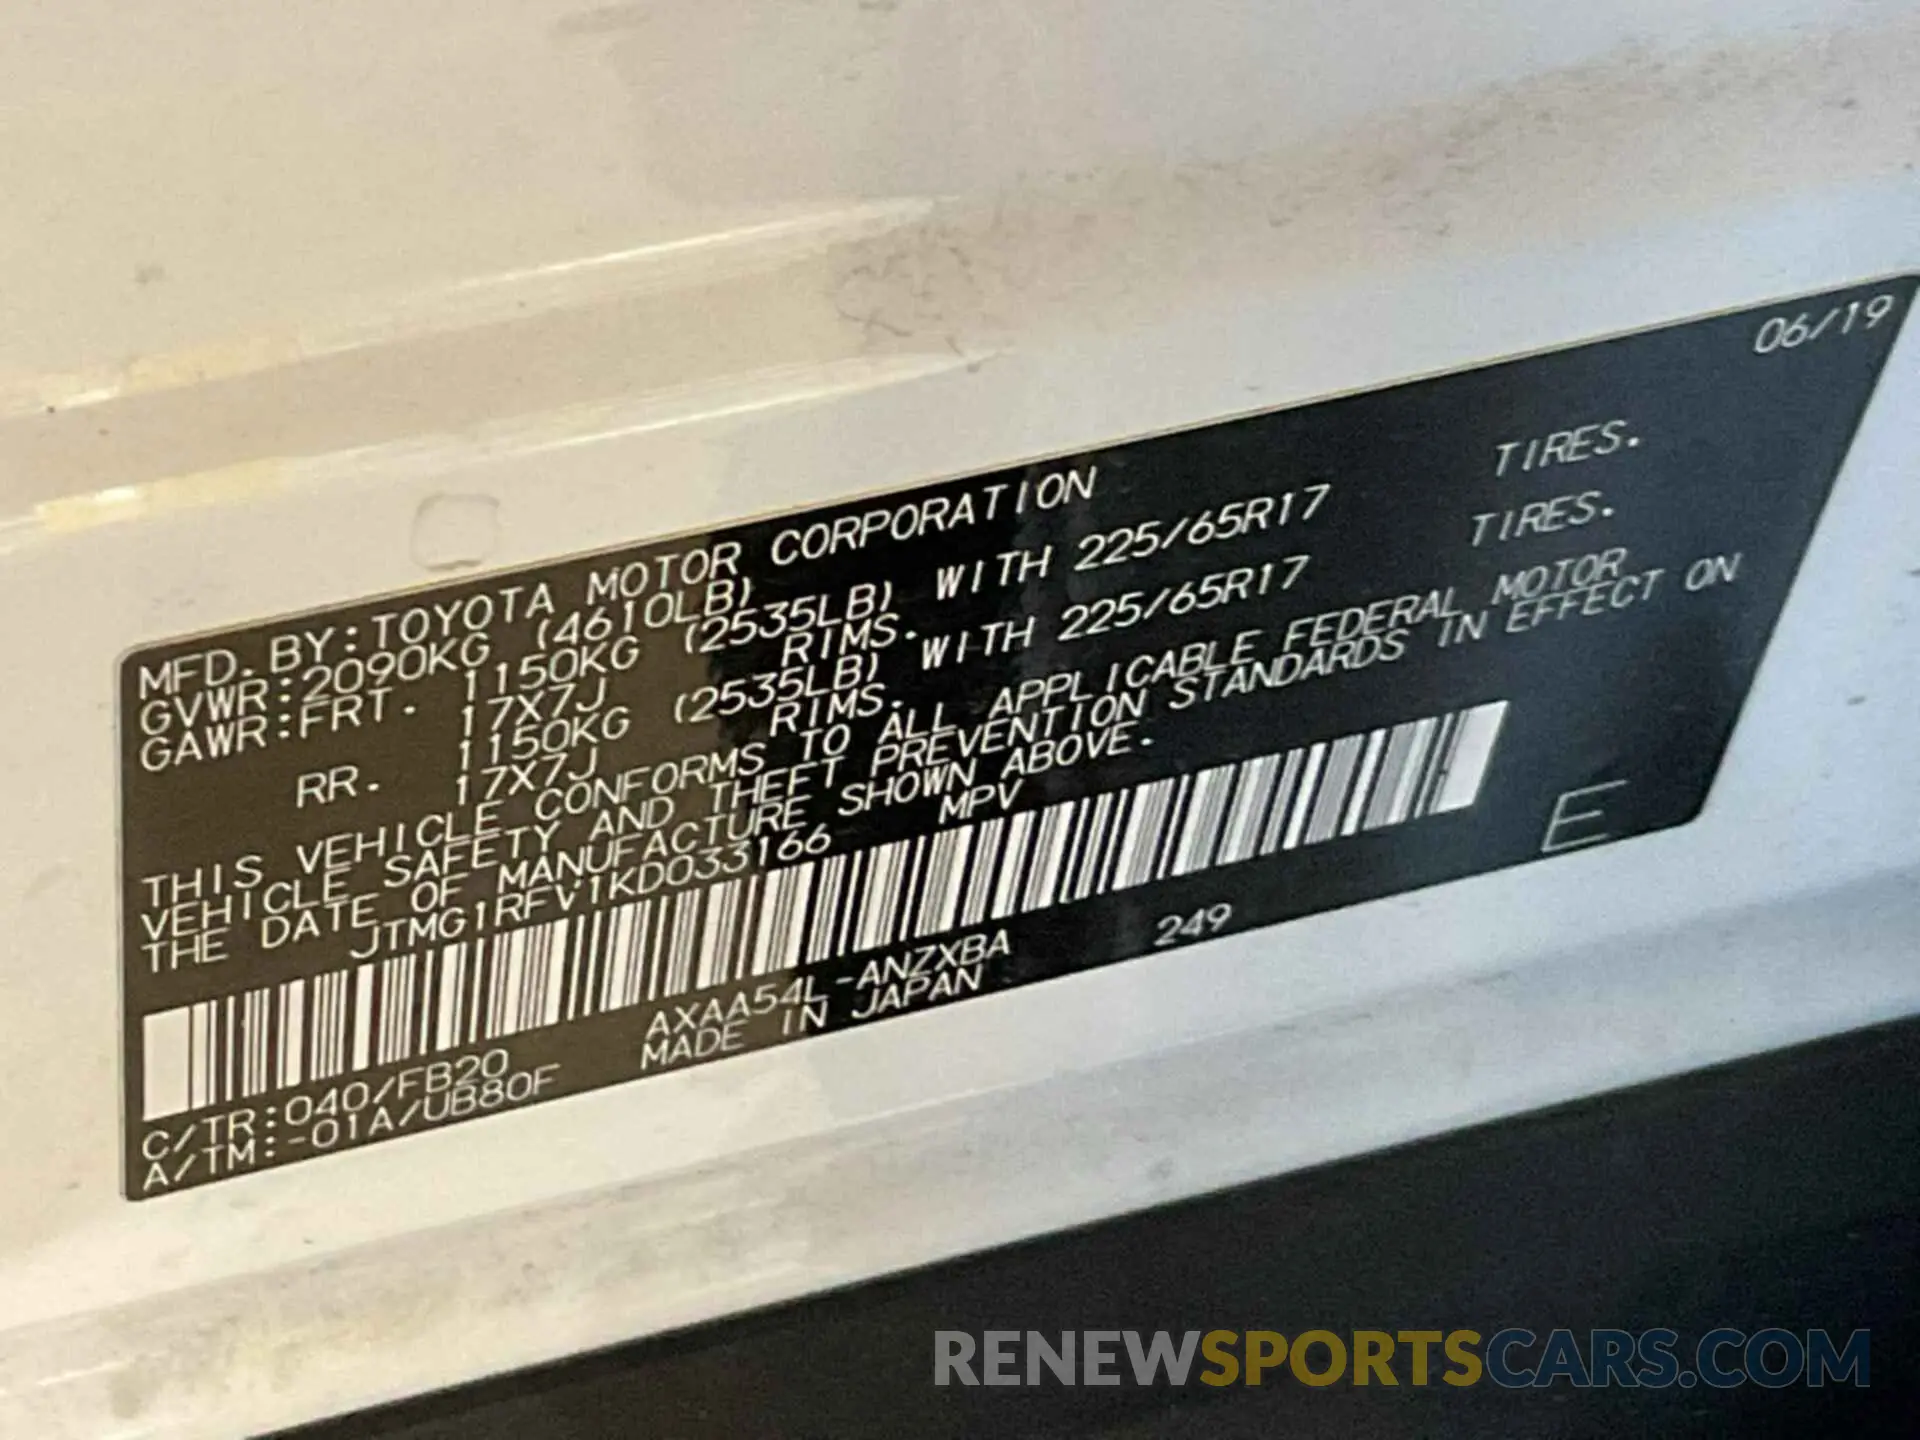 06/19
MFD. BY:TOYOTA MOTOR CORPORATION
GVWR:2090KG (4610LB)
GAWR:FRT. 1150KG (2535LB) WITH 225/65R17 TIRES.
17X7J RIMS.
RR. 1150KG (2535LB) WITH 225/65R17 TIRES.
17X7J RIMS.
THIS VEHICLE CONFORMS TO ALL APPLICABLE FEDERAL MOTOR
VEHICLE SAFETY AND THEFT PREVENTION STANDARDS IN EFFECT ON
THE DATE OF MANUFACTURE SHOWN ABOVE.
JTMG1RFV1KD033166 MPV
E
C/TR:040/FB20 AXAA54L-ANZXBA 249
A/TM:-01A/UB80F MADE IN JAPAN
RENEWSPORTSCARS.COM